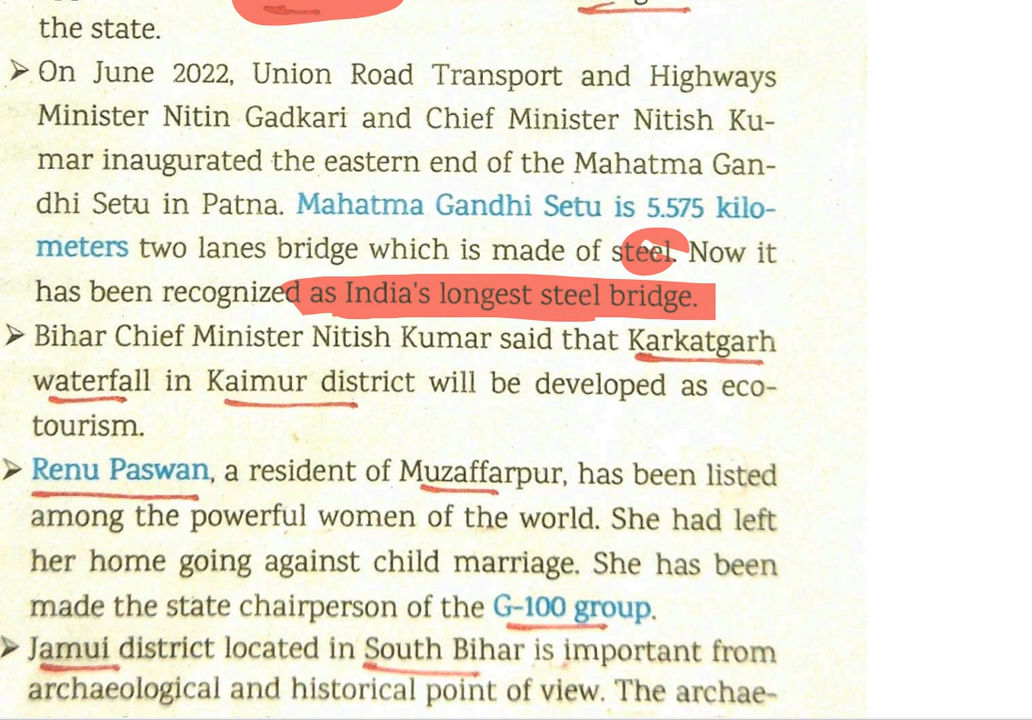 the state.
➤ On June 2022, Union Road Transport and Highways
Minister Nitin Gadkari and Chief Minister Nitish Ku-
mar inaugurated the eastern end of the Mahatma Gan-
dhi Setu in Patna. Mahatma Gandhi Setu is 5.575 kilo-
meters two lanes bridge which is made of steel. Now it
has been recognized as India's longest steel bridge.
➤ Bihar Chief Minister Nitish Kumar said that Karkatgarh
waterfall in Kaimur district will be developed as eco-
tourism.
➤ Renu Paswan, a resident of Muzaffarpur, has been listed
among the powerful women of the world. She had left
her home going against child marriage. She has been
made the state chairperson of the G-100 group.
➤ Jamui district located in South Bihar is important from
archaeological and historical point of view. The archae-